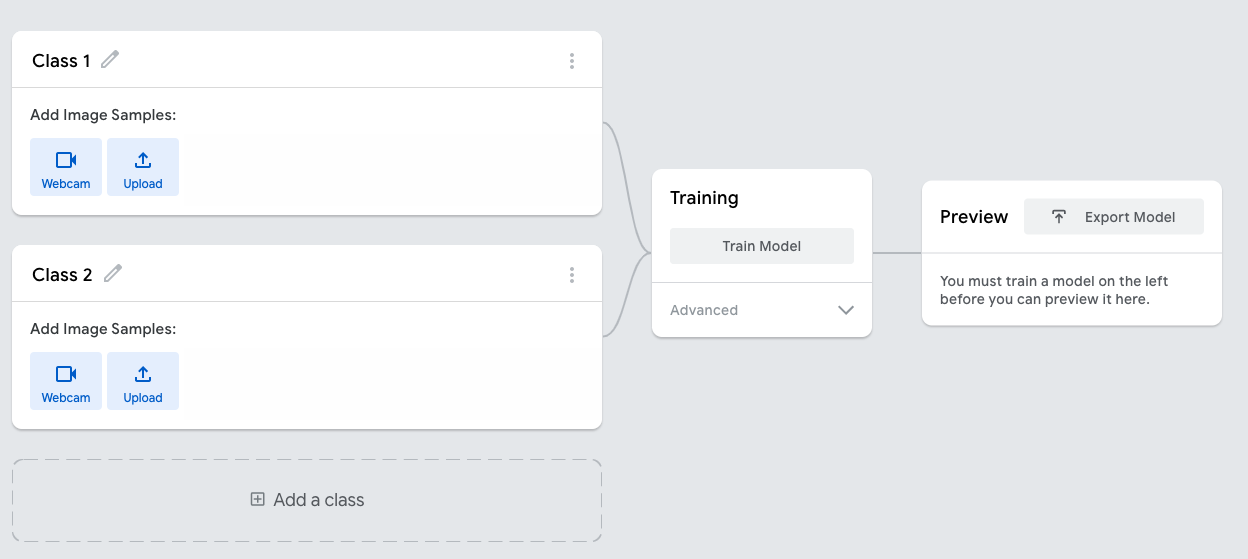 Class 1
Add Image Samples:
Webcam
Upload
Class 2
Add Image Samples:
Webcam
Upload
Add a class
Training
Train Model
Advanced
Preview
Export Model
You must train a model on the left
before you can preview it here.